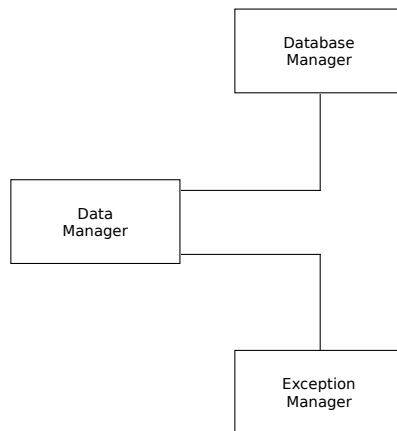 Database
Manager
Data
Manager
Exception
Manager